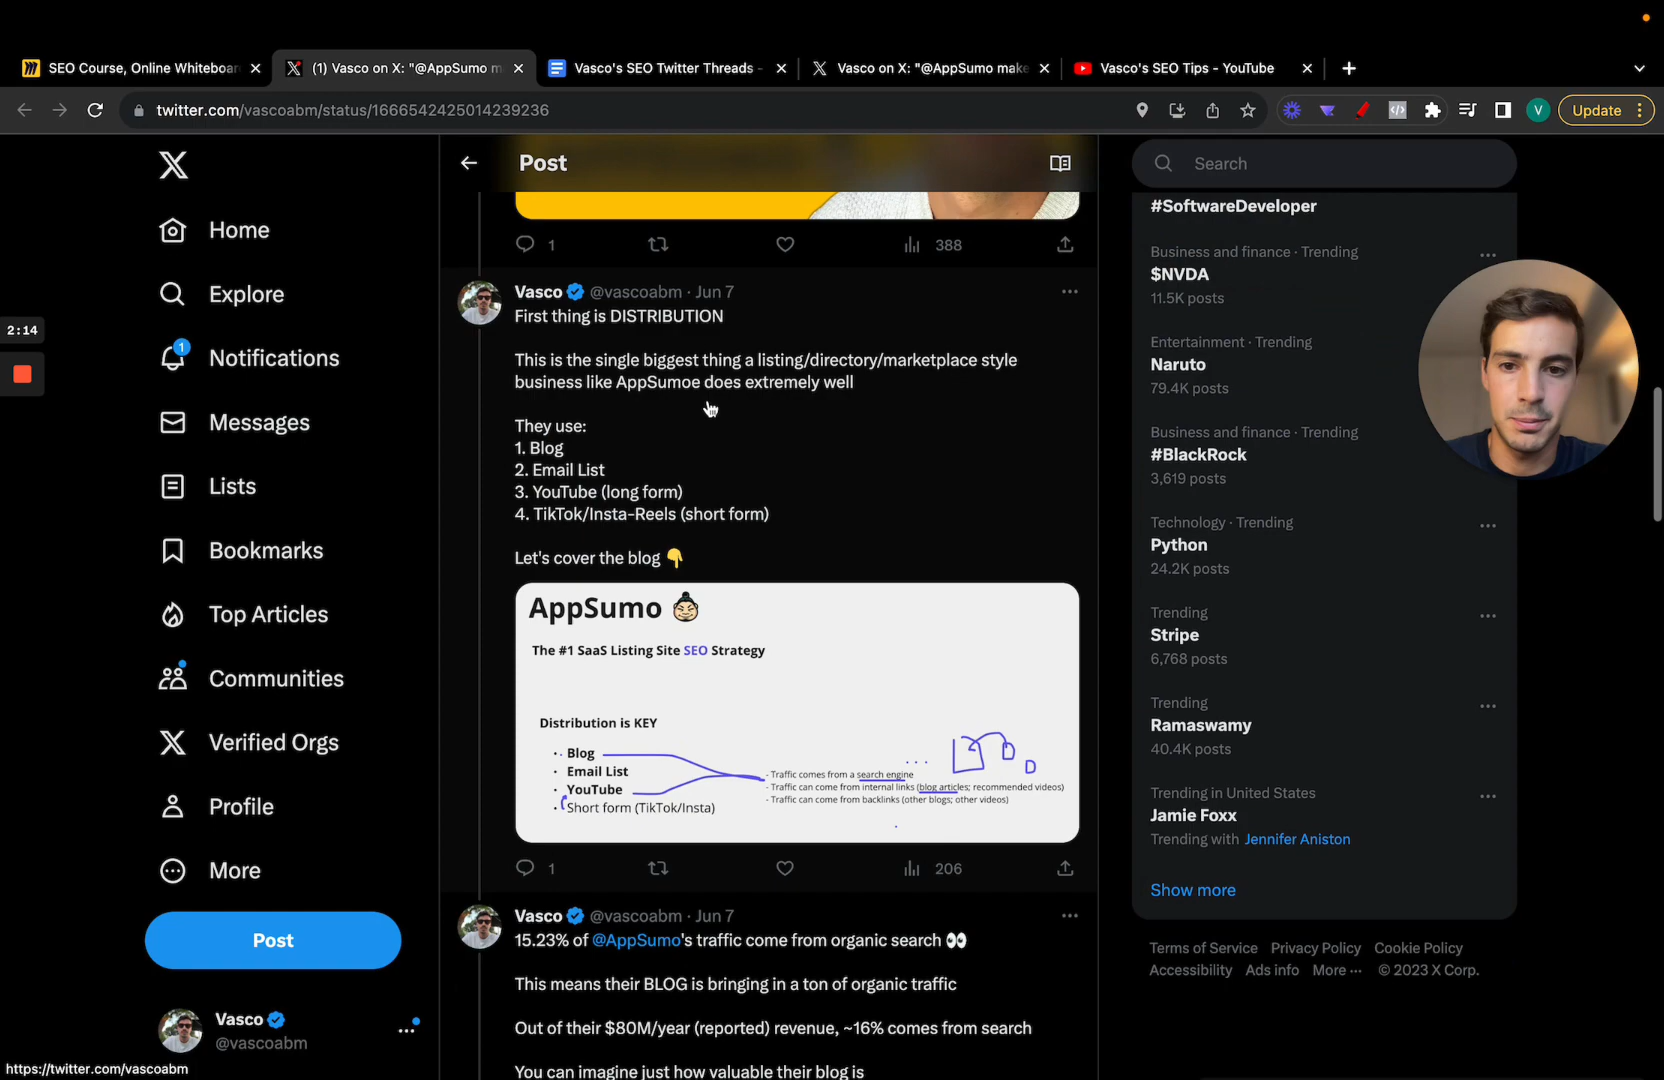 SEO Course, Online Whiteboar
(1) Vasco on X: "@AppSumo m
Vasco's SEO Twitter Threads -
Vasco on X: "@AppSumo make
Vasco's SEO Tips - YouTube
twitter.com/vascoabm/status/1666542425014239236
V
Update
2:14
Home
Explore
1
Notifications
Messages
Lists
Bookmarks
Top Articles
Communities
Verified Orgs
Profile
More
Post
Vasco
@vascoabm
https://twitter.com/vascoabm
Post
1
388
Vasco @vascoabm · Jun 7
First thing is DISTRIBUTION
This is the single biggest thing a listing/directory/marketplace style
business like AppSumoe does extremely well
They use:
1. Blog
2. Email List
3. YouTube (long form)
4. TikTok/Insta-Reels (short form)
Let's cover the blog 👇
AppSumo
The #1 SaaS Listing Site SEO Strategy
Distribution is KEY
· Blog
· Email List
· YouTube
· Short form (TikTok/Insta)
- Traffic comes from a search engine
- Traffic can come from internal links (blog articles; recommended videos)
- Traffic can come from backlinks (other blogs; other videos)
1
206
Vasco @vascoabm · Jun 7
15.23% of @AppSumo's traffic come from organic search 👀
This means their BLOG is bringing in a ton of organic traffic
Out of their $80M/year (reported) revenue, ~16% comes from search
You can imagine just how valuable their blog is
Search
#SoftwareDeveloper
Business and finance · Trending
$NVDA
11.5K posts
Entertainment · Trending
Naruto
79.4K posts
Business and finance · Trending
#BlackRock
3,619 posts
Technology · Trending
Python
24.2K posts
Trending
Stripe
6,768 posts
Trending
Ramaswamy
40.4K posts
Trending in United States
Jamie Foxx
Trending with Jennifer Aniston
Show more
Terms of Service Privacy Policy Cookie Policy
Accessibility Ads info More ··· © 2023 X Corp.